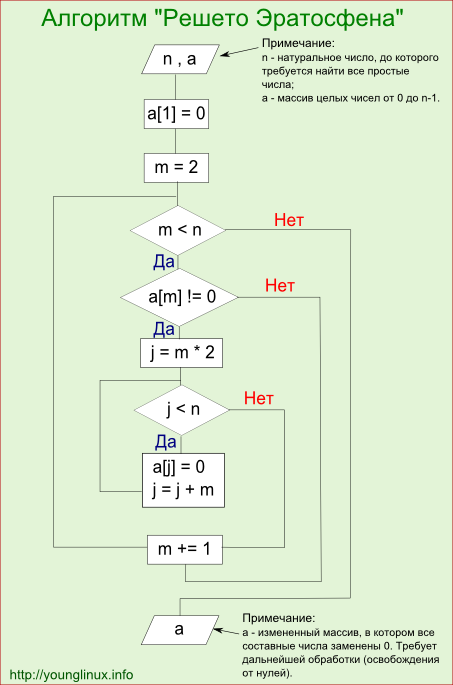 Алгоритм "Решето Эратосфена"
n , a
Примечание:
n - натуральное число, до которого
требуется найти все простые
числа;
a - массив целых чисел от 0 до n-1.
a[1] = 0
m = 2
m < n
Нет
Да
a[m] != 0
Нет
Да
j = m * 2
j < n
Нет
Да
a[j] = 0
j = j + m
m += 1
a
Примечание:
a - измененный массив, в котором все
составные числа заменены 0. Требует
дальнейшей обработки (освобождения
от нулей).
http://younglinux.info